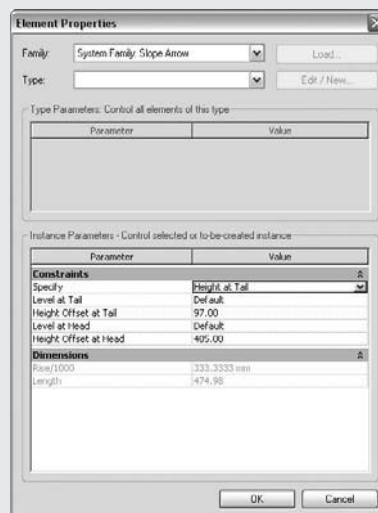 Element Properties
Family: System Family: Slope Arrow Load...
Type: Edit / New...
Type Parameters: Control all elements of this type
Parameter Value
Instance Parameters - Control selected or to-be-created instance
Parameter Value
Constraints
Specify Height at Tail
Level at Tail Default
Height Offset at Tail 97.00
Level at Head Default
Height Offset at Head 405.00
Dimensions
Rise/1000 333.3333 mm
Length 474.98
OK Cancel